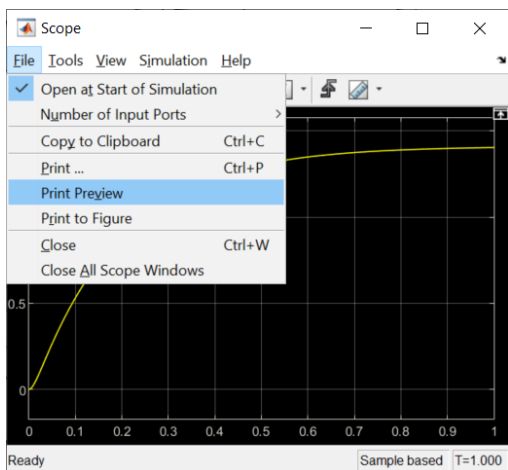 Scope
File Tools View Simulation Help
Open at Start of Simulation
Number of Input Ports
Copy to Clipboard Ctrl+C
Print ... Ctrl+P
Print Preview
Print to Figure
Close Ctrl+W
Close All Scope Windows
0.5
0
0 0.1 0.2 0.3 0.4 0.5 0.6 0.7 0.8 0.9 1
Ready Sample based T=1.000